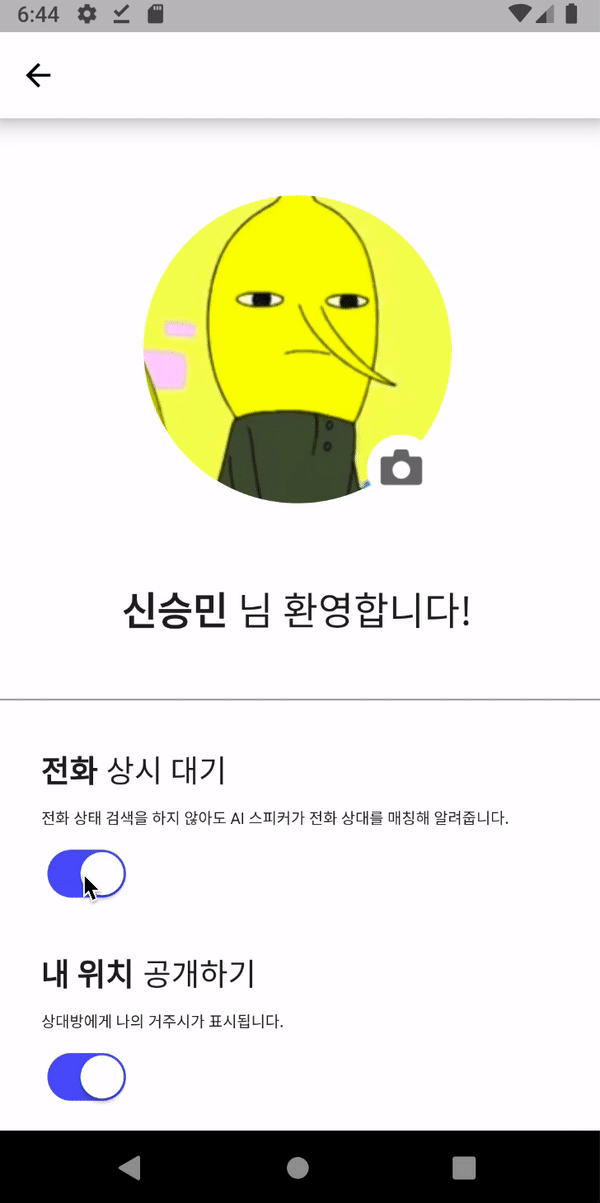 6:44
신승민 님 환영합니다!
전화 상시 대기
전화 상태 검색을 하지 않아도 AI 스피커가 전화 상대를 매칭해 알려줍니다.
내 위치 공개하기
상대방에게 나의 거주시가 표시됩니다.